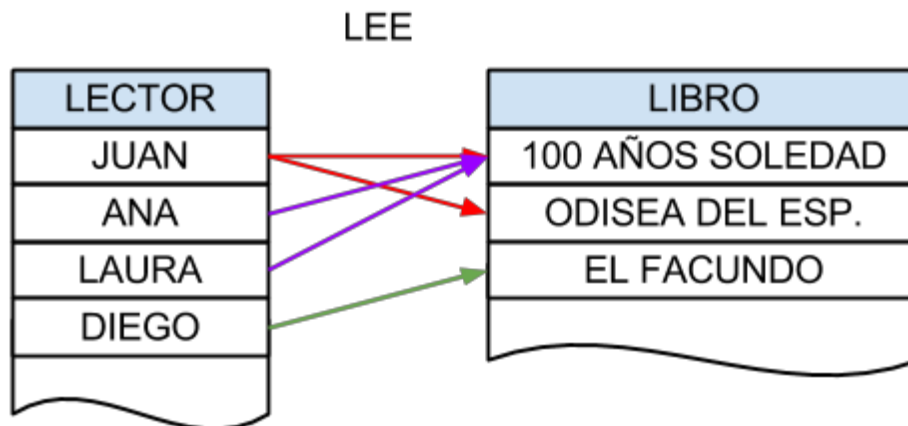 LEE
LECTOR
JUAN
ANA
LAURA
DIEGO
LIBRO
100 AÑOS SOLEDAD
ODISEA DEL ESP.
EL FACUNDO